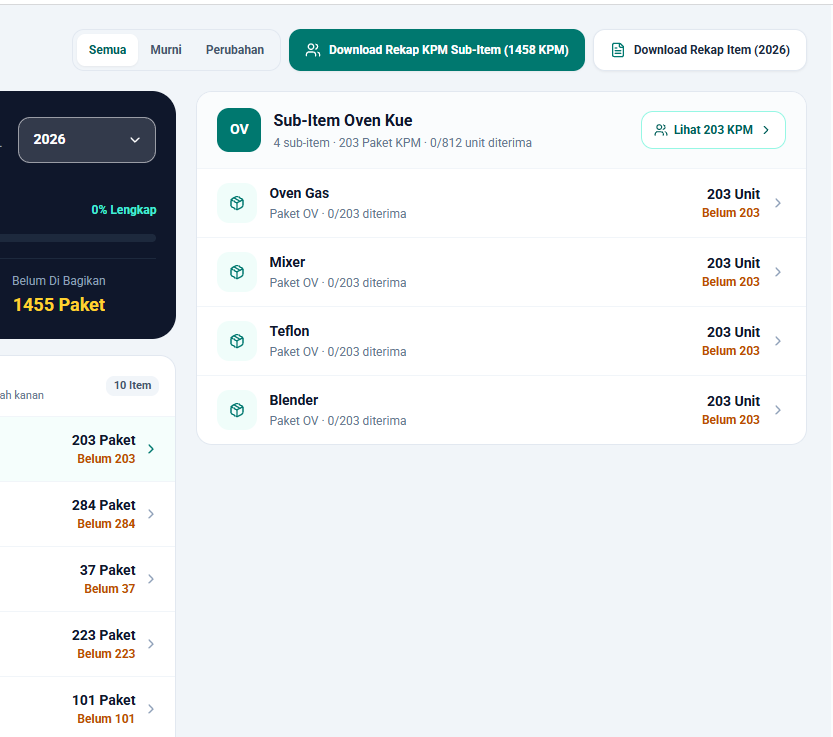 Semua Murni Perubahan Download Rekap KPM Sub-Item (1458 KPM) Download Rekap Item (2026)
2026
0% Lengkap
Belum Di Bagikan
1455 Paket
10 Item
ah kanan
203 Paket
Belum 203
284 Paket
Belum 284
37 Paket
Belum 37
223 Paket
Belum 223
101 Paket
Belum 101
OV
Sub-Item Oven Kue
4 sub-item · 203 Paket KPM · 0/812 unit diterima
Lihat 203 KPM
Oven Gas
Paket OV · 0/203 diterima
203 Unit
Belum 203
Mixer
Paket OV · 0/203 diterima
203 Unit
Belum 203
Teflon
Paket OV · 0/203 diterima
203 Unit
Belum 203
Blender
Paket OV · 0/203 diterima
203 Unit
Belum 203